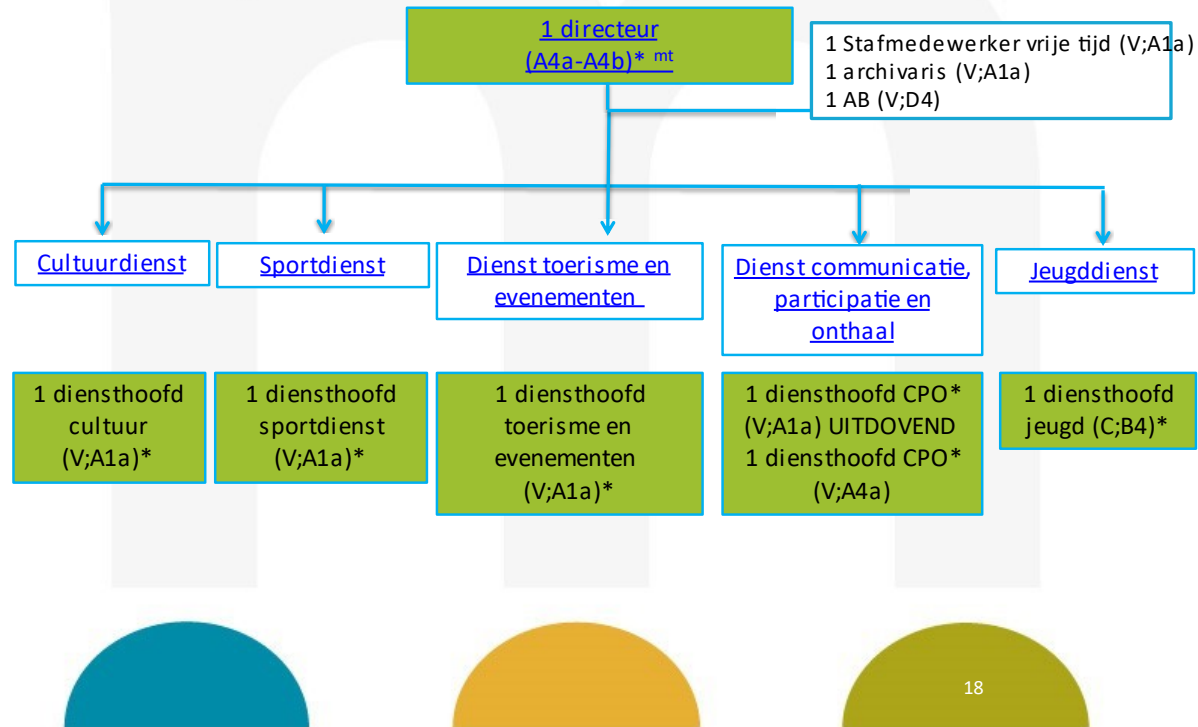 1 directeur
(A4a-A4b)* mt
1 Stafmedewerker vrije tijd (V;A1a)
1 archivaris (V;A1a)
1 AB (V;D4)
Cultuurdienst
Sportdienst
Dienst toerisme en
evenementen
Dienst communicatie,
participatie en
onthaal
Jeugddienst
1 diensthoofd
cultuur
(V;A1a)*
1 diensthoofd
sportdienst
(V;A1a)*
1 diensthoofd
toerisme en
evenementen
(V;A1a)*
1 diensthoofd CPO*
(V;A1a) UITDOVEND
1 diensthoofd CPO*
(V;A4a)
1 diensthoofd
jeugd (C;B4)*
18